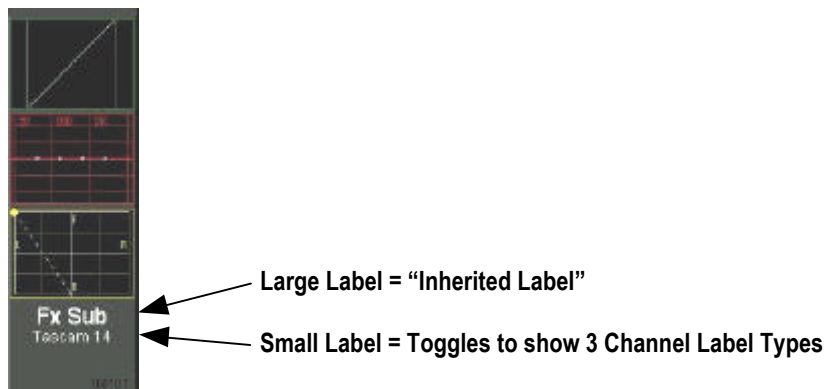 Large Label = “Inherited Label”
Fx Sub
Tascam 14
Small Label = Toggles to show 3 Channel Label Types